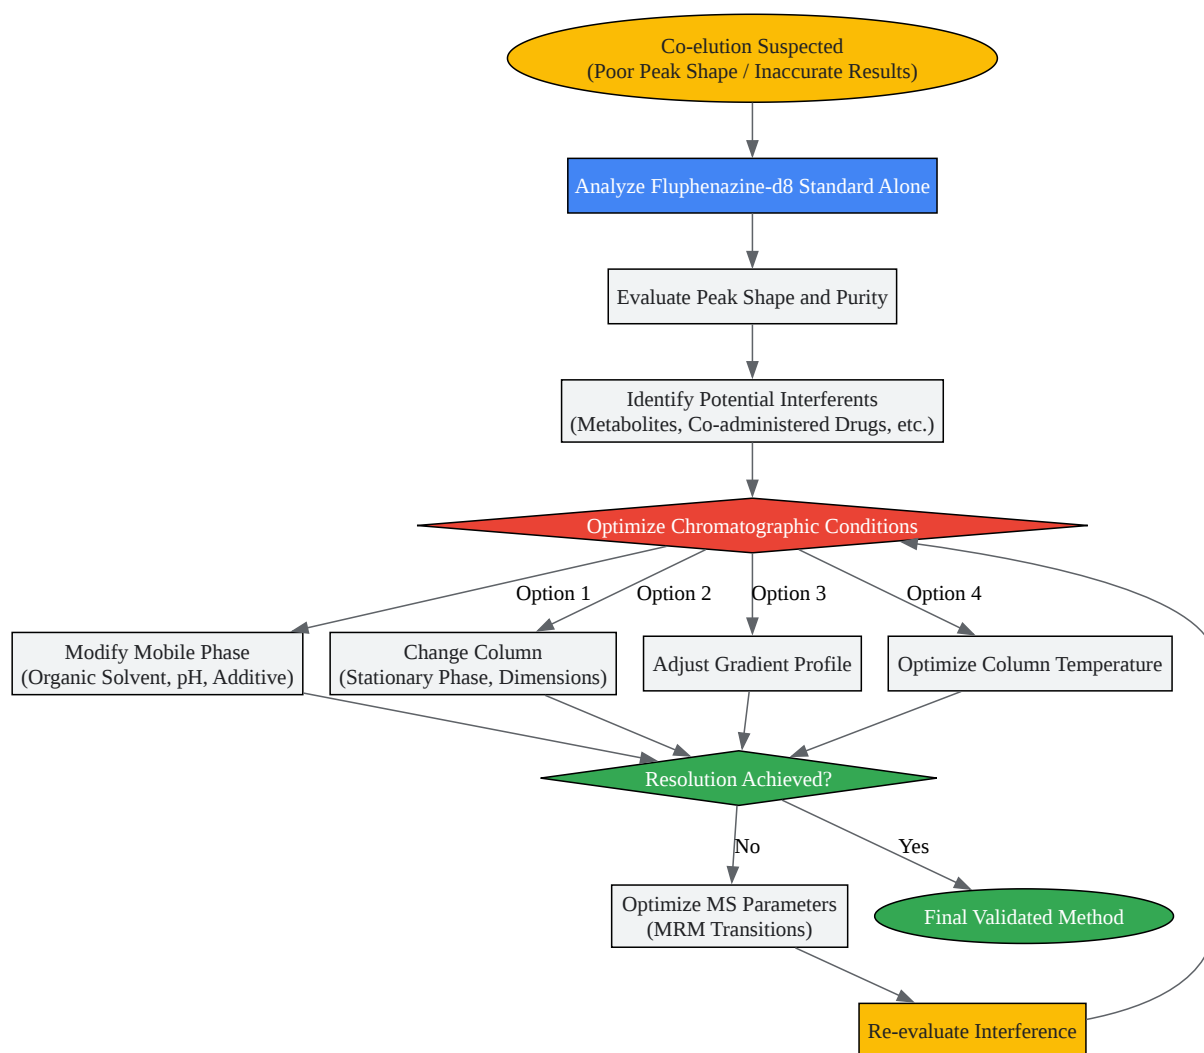 Co-elution Suspected
(Poor Peak Shape / Inaccurate Results)
Analyze Fluphenazine-d8 Standard Alone
Evaluate Peak Shape and Purity
Identify Potential Interferents
(Metabolites, Co-administered Drugs, etc.)
Optimize Chromatographic Conditions
Option 1
Option 2
Option 3
Option 4
Modify Mobile Phase
(Organic Solvent, pH, Additive)
Change Column
(Stationary Phase, Dimensions)
Adjust Gradient Profile
Optimize Column Temperature
Resolution Achieved?
No
Yes
Optimize MS Parameters
(MRM Transitions)
Final Validated Method
Re-evaluate Interference